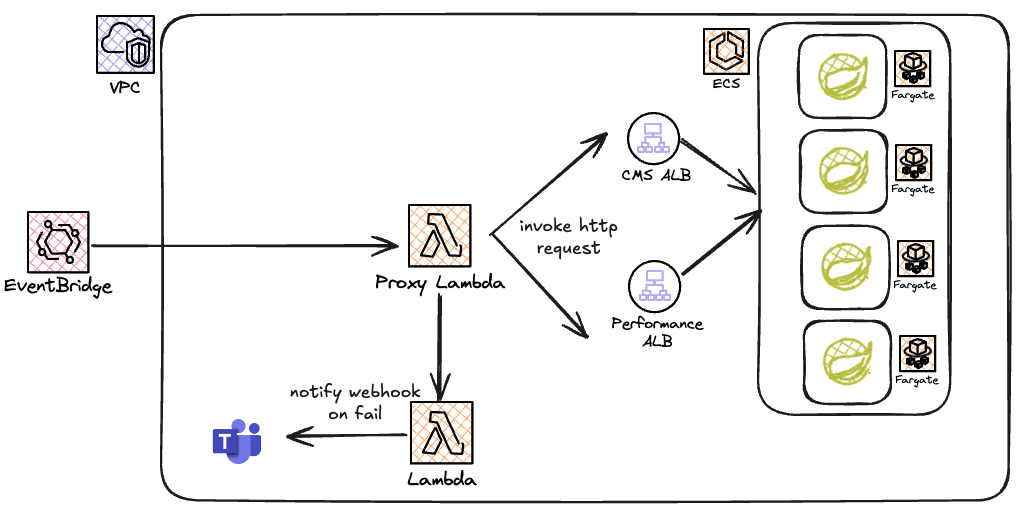 VPC
ECS
Fargate
CMS ALB
Fargate
invoke http
request
EventBridge
Proxy Lambda
Performance
ALB
Fargate
Fargate
notify webhook
on fail
T
Lambda